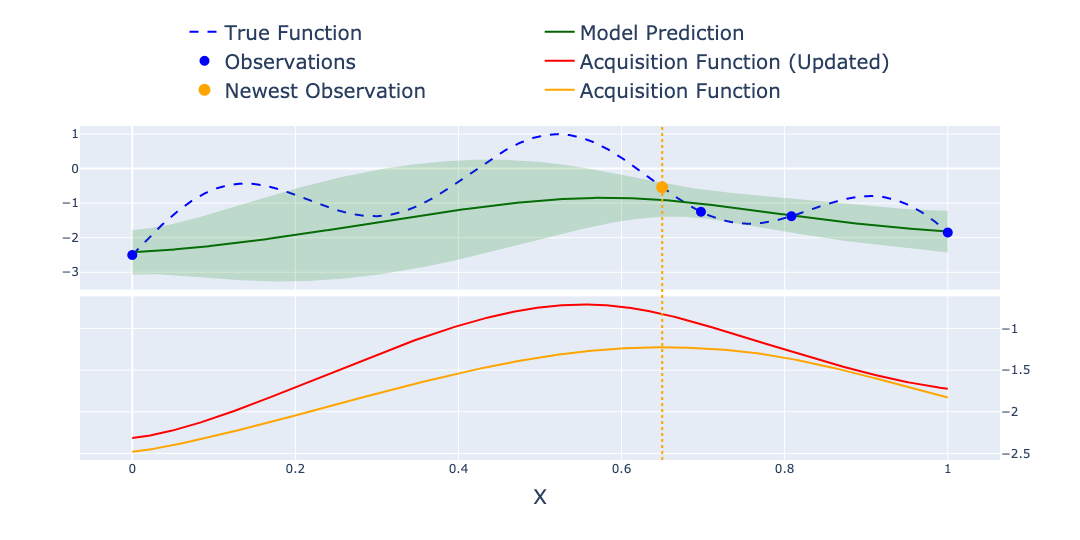 True Function
Model Prediction
Observations
Acquisition Function (Updated)
Newest Observation
Acquisition Function
1
0
−1
−2
−3
−1
−1.5
−2
−2.5
0 0.2 0.4 0.6 0.8 1
X